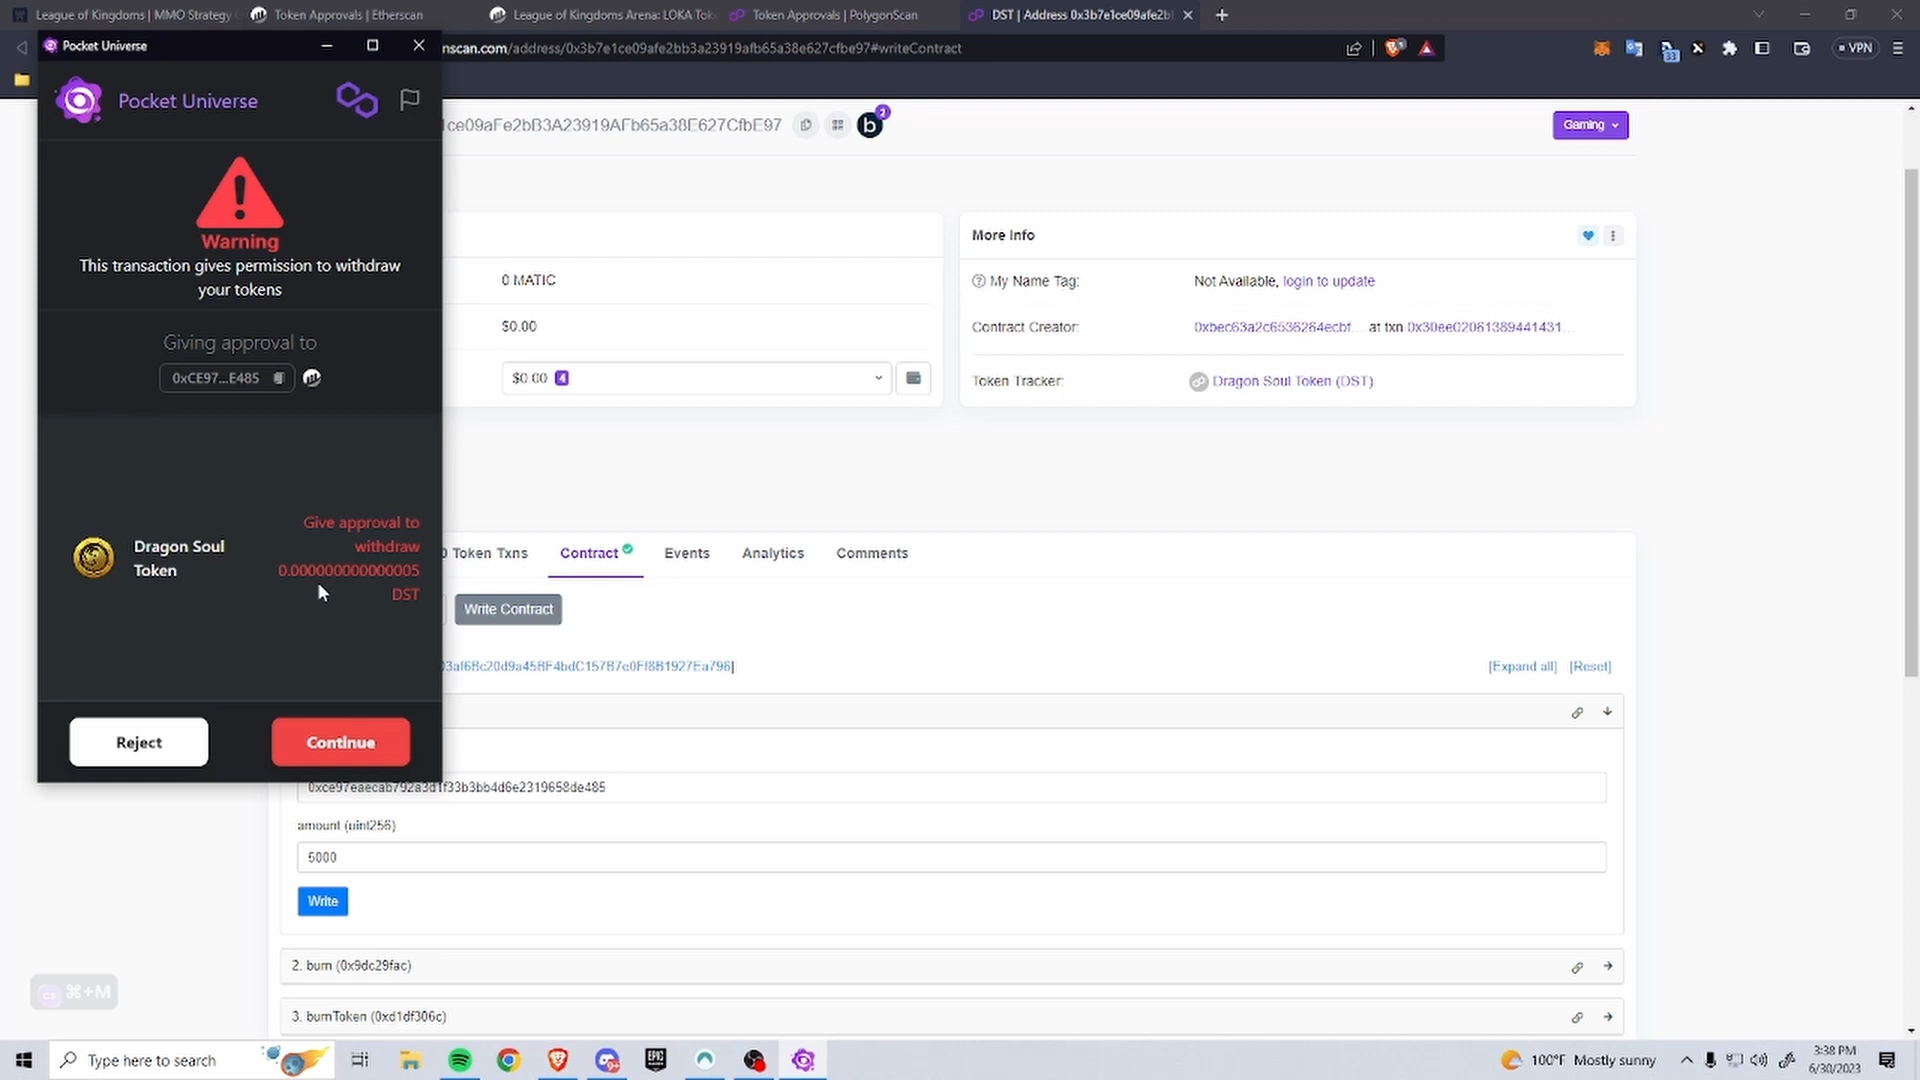 League of Kingdoms | MMO Strategy
Token Approvals | Etherscan
League of Kingdoms Arena: LOKA Tok
Token Approvals | PolygonScan
DST | Address 0x3b7e1ce09afe2b
Pocket Universe
nscan.com/address/0x3b7e1ce09afe2bb3a23919afb65a38e627cfbe97#writeContract
33
VPN
Pocket Universe
1ce09aFe2bB3A23919AFb65a38E627CfbE97
b
2
Gaming
Warning
This transaction gives permission to withdraw
your tokens
Giving approval to
0xCE97...E485
Dragon Soul
Token
Give approval to
withdraw
0.000000000000005
DST
Reject
Continue
0 MATIC
$0.00
$0.00 4
More Info
My Name Tag:
Not Available, login to update
Contract Creator:
0xbec63a2c6536264ecbf... at txn 0x30ee02061389441431...
Token Tracker:
Dragon Soul Token (DST)
Token Txns
Contract
Events
Analytics
Comments
Write Contract
[Expand all]
[Reset]
0xce97eaecab792a3d1f33b3bb4d6e2319658de485
amount (uint256)
5000
Write
2. burn (0x9dc29fac)
3. burnToken (0xd1df306c)
⌘+M
Type here to search
EPIC
100°F Mostly sunny
3:38 PM
6/30/2023